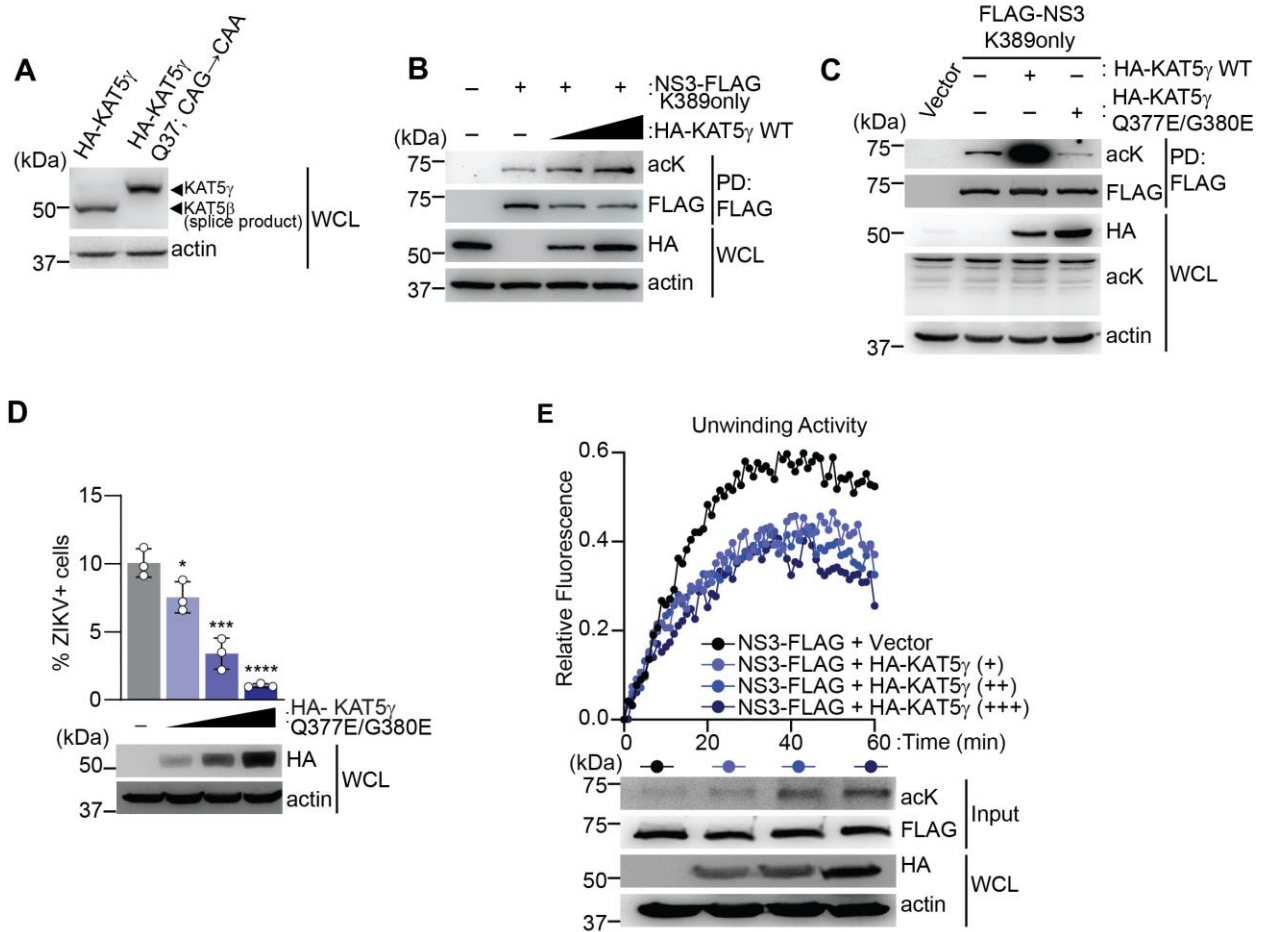 A
HA-KAT5γ
HA-KAT5γ
Q37; CAG→CAA
(kDa)
50
37
KAT5γ
KAT5β
(splice product)
actin
WCL
B
– + + + :NS3-FLAG
K389only
– – :HA-KAT5γ WT
(kDa)
75
acK
75
FLAG
PD:
FLAG
50
HA
37
actin
WCL
C
FLAG-NS3
K389only
Vector
– + – : HA-KAT5γ WT
– – + : HA-KAT5γ
Q377E/G380E
(kDa)
75
acK
75
FLAG
PD:
FLAG
50
HA
acK
WCL
37
actin
D
% ZIKV+ cells
15
10
5
0
*
***
****
– :HA- KAT5γ
Q377E/G380E
(kDa)
50
HA
37
actin
WCL
E
Unwinding Activity
Relative Fluorescence
0.6
0.4
0.2
0.0
NS3-FLAG + Vector
NS3-FLAG + HA-KAT5γ (+)
NS3-FLAG + HA-KAT5γ (++)
NS3-FLAG + HA-KAT5γ (+++)
0 20 40 60 :Time (min)
(kDa)
75
acK
75
FLAG
Input
50
HA
37
actin
WCL